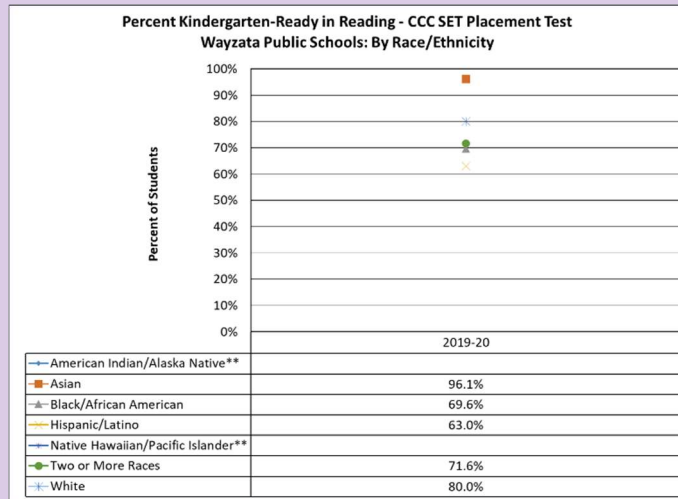 Percent Kindergarten-Ready in Reading - CCC SET Placement Test
Wayzata Public Schools: By Race/Ethnicity
100%
90%
80%
70%
60%
50%
40%
30%
20%
10%
0%
Percent of Students
2019-20
American Indian/Alaska Native**
Asian 96.1%
Black/African American 69.6%
Hispanic/Latino 63.0%
Native Hawaiian/Pacific Islander**
Two or More Races 71.6%
White 80.0%